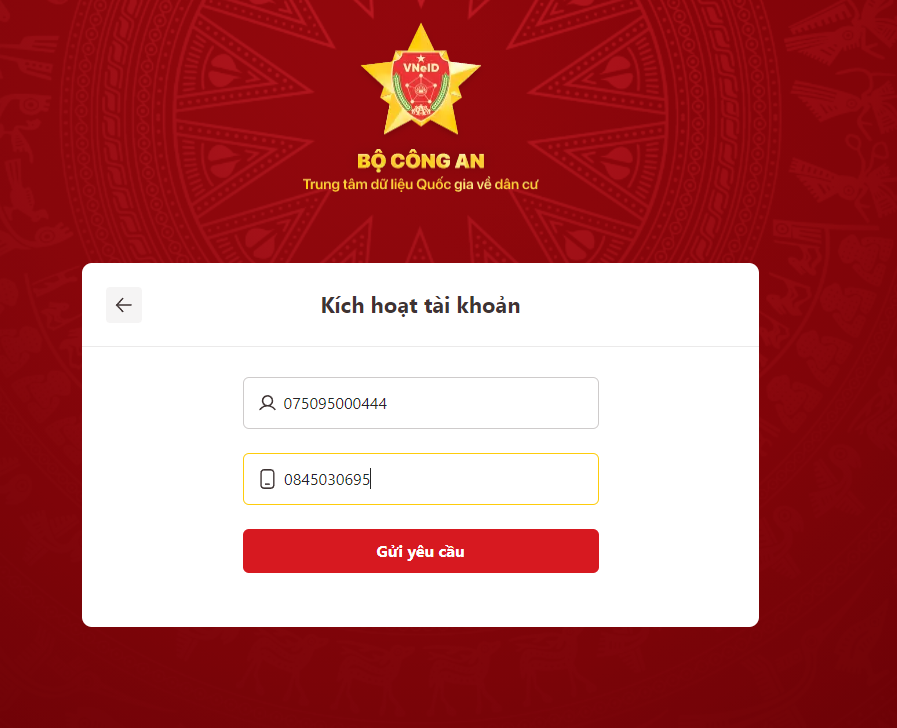 VNeID
BỘ CÔNG AN
Trung tâm dữ liệu Quốc gia về dân cư
Kích hoạt tài khoản
075095000444
0845030695
Gửi yêu cầu